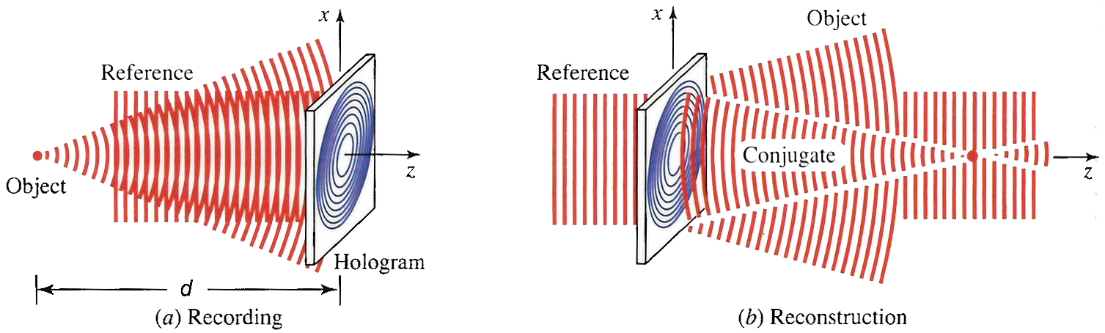 x
Reference
Object
z
Hologram
d
(a) Recording
x
Object
Reference
Conjugate
z
(b) Reconstruction